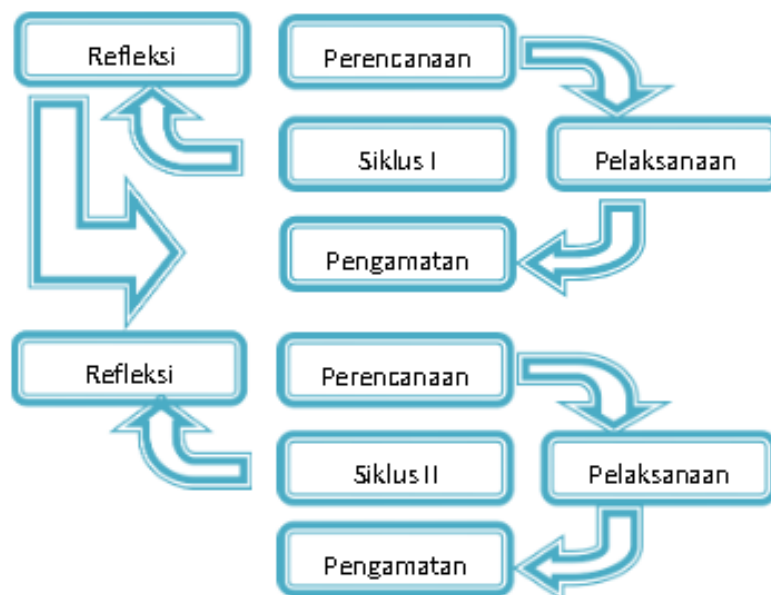 Refleksi
Perencanaan
Siklus I
Pelaksanaan
Pengamatan
Refleksi
Perencanaan
Siklus II
Pelaksanaan
Pengamatan